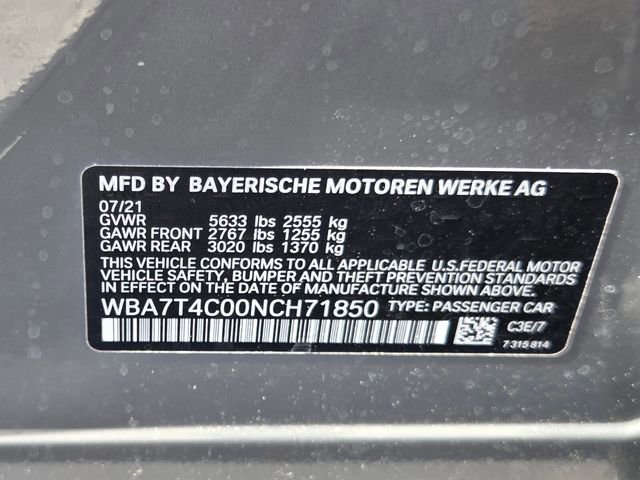 MFD BY BAYERISCHE MOTOREN WERKE AG
07/21
GVWR 5633 lbs 2555 kg
GAWR FRONT 2767 lbs 1255 kg
GAWR REAR 3020 lbs 1370 kg
THIS VEHICLE CONFORMS TO ALL APPLICABLE U.S.FEDERAL MOTOR
VEHICLE SAFETY, BUMPER AND THEFT PREVENTION STANDARDS
IN EFFECT ON THE DATE OF MANUFACTURE SHOWN ABOVE.
WBA7T4C00NCH71850 TYPE: PASSENGER CAR
C3E/7
7 315 814